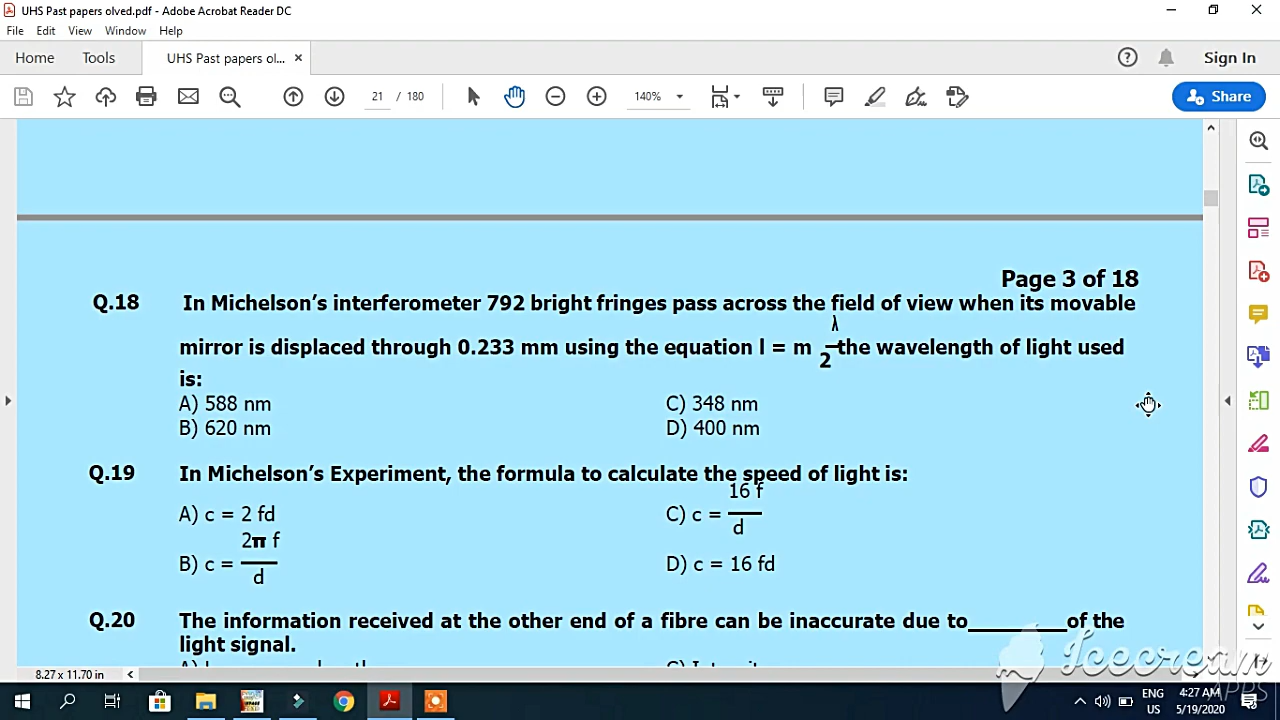 UHS Past papers olved.pdf - Adobe Acrobat Reader DC
File Edit View Window Help
Home Tools UHS Past papers ol... × Sign In
21 / 180 140% Share
Page 3 of 18
Q.18 In Michelson's interferometer 792 bright fringes pass across the field of view when its movable
mirror is displaced through 0.233 mm using the equation l = m λ/2 the wavelength of light used
is:
A) 588 nm C) 348 nm
B) 620 nm D) 400 nm
Q.19 In Michelson's Experiment, the formula to calculate the speed of light is:
A) c = 2 fd C) c = 16 f/d
B) c = 2π f/d D) c = 16 fd
Q.20 The information received at the other end of a fibre can be inaccurate due to_________of the
light signal.
8.27 x 11.70 in
Icecream
APPS
ENG 4:27 AM
US 5/19/2020